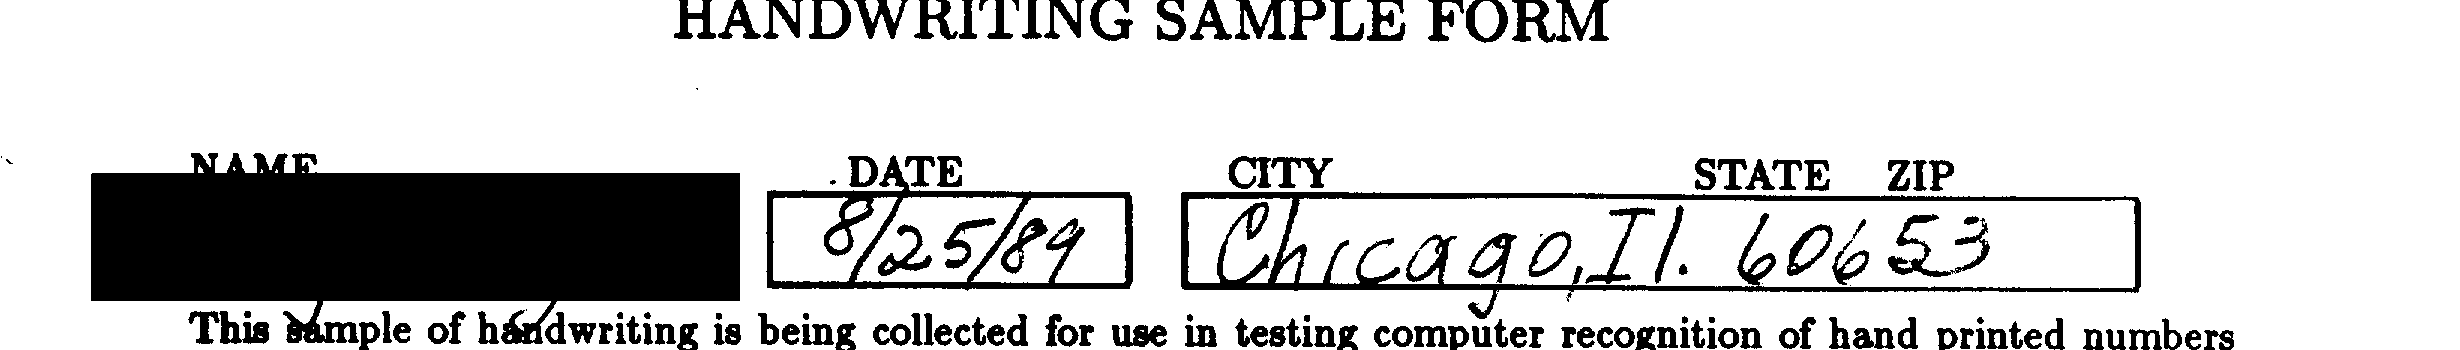 HANDWRITING SAMPLE FORM
NAME DATE CITY STATE ZIP
8/25/89 Chicago, Il. 60653
This sample of handwriting is being collected for use in testing computer recognition of hand printed numbers